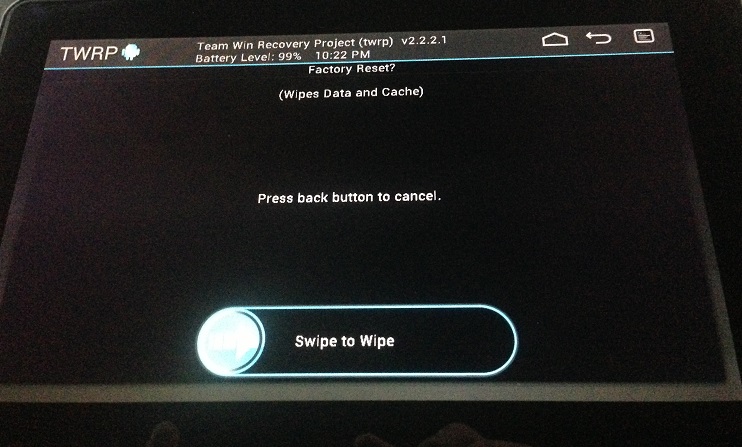 TWRP
Team Win Recovery Project (twrp) v2.2.2.1
Battery Level: 99% 10:22 PM
Factory Reset?
(Wipes Data and Cache)
Press back button to cancel.
Swipe to Wipe